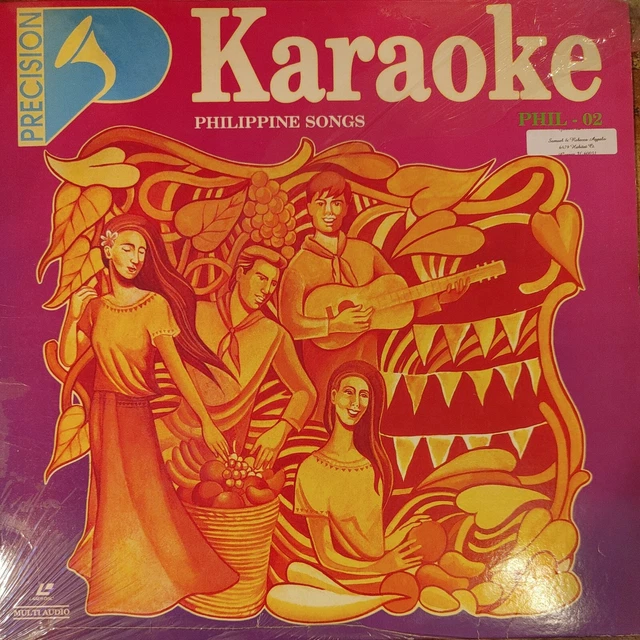 PRECISION
Karaoke
PHILIPPINE SONGS
PHIL - 02
MULTI AUDIO